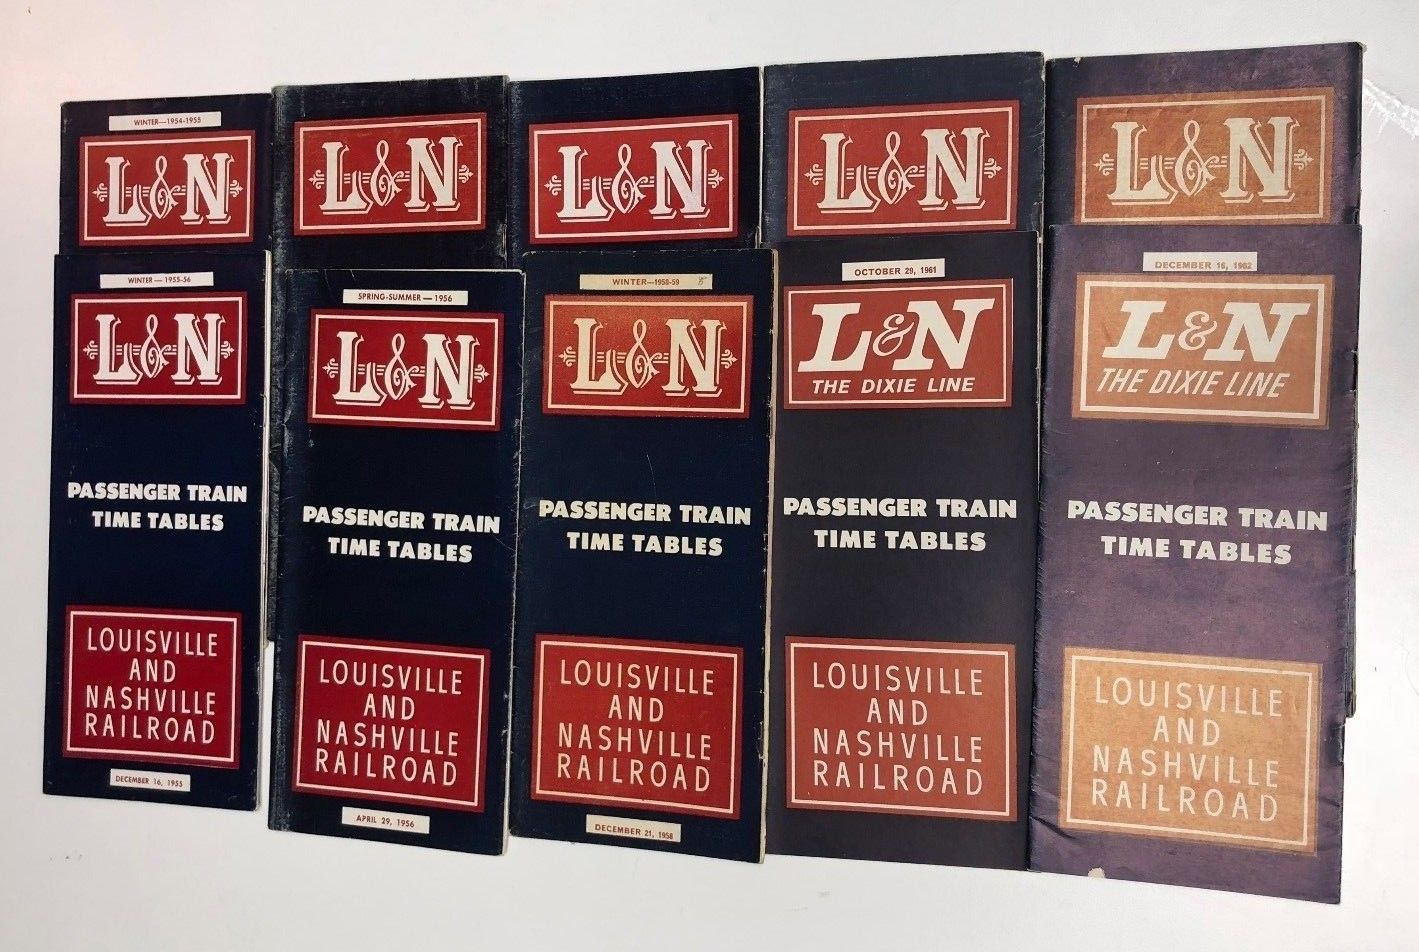 WINTER—1954-1955
L&N
L&N
L&N
L&N
L&N
WINTER — 1955-56
L&N
PASSENGER TRAIN
TIME TABLES
LOUISVILLE
AND
NASHVILLE
RAILROAD
DECEMBER 16, 1955
SPRING-SUMMER — 1956
L&N
PASSENGER TRAIN
TIME TABLES
LOUISVILLE
AND
NASHVILLE
RAILROAD
APRIL 29, 1956
WINTER—1958-59
L&N
PASSENGER TRAIN
TIME TABLES
LOUISVILLE
AND
NASHVILLE
RAILROAD
DECEMBER 21, 1958
OCTOBER 29, 1961
L&N
THE DIXIE LINE
PASSENGER TRAIN
TIME TABLES
LOUISVILLE
AND
NASHVILLE
RAILROAD
DECEMBER 16, 1962
L&N
THE DIXIE LINE
PASSENGER TRAIN
TIME TABLES
LOUISVILLE
AND
NASHVILLE
RAILROAD